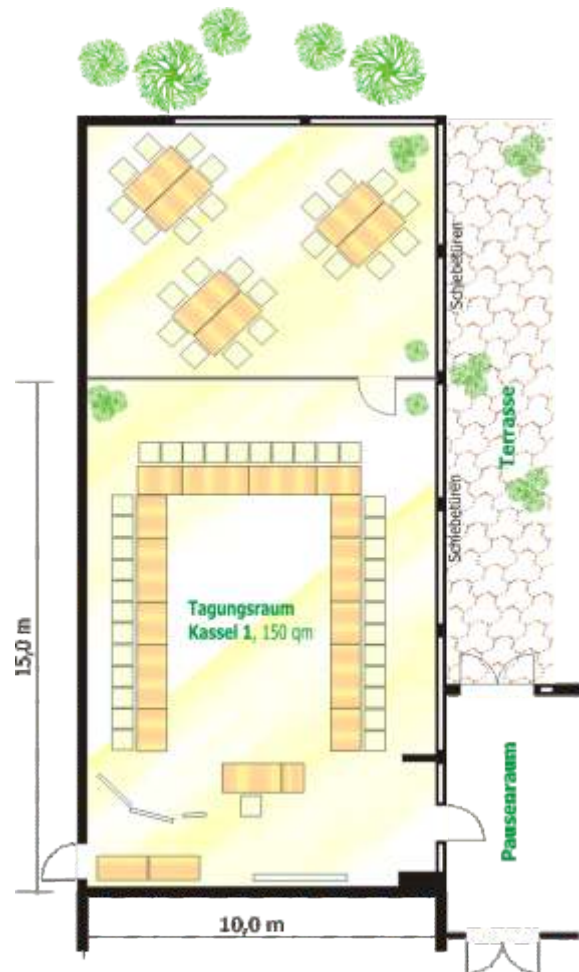 Schiebetüren
Terrasse
Schiebetüren
Tagungsraum
Kassel 1, 150 qm
15,0 m
Pausenraum
10,0 m